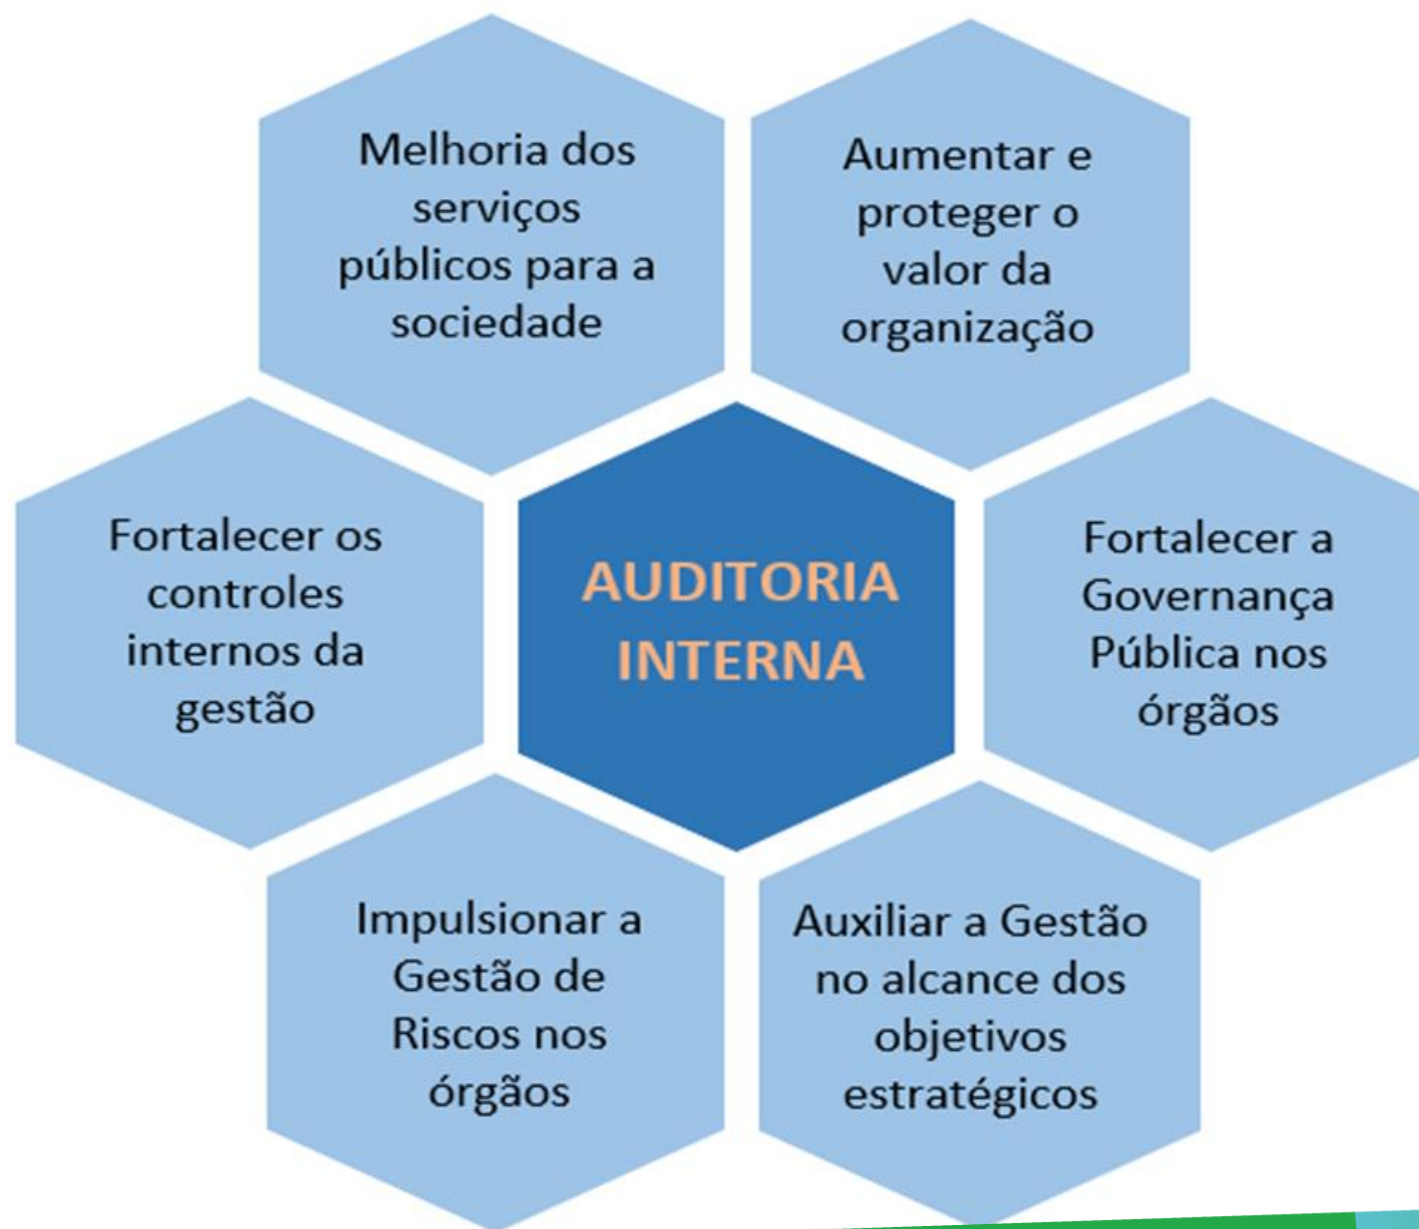 Melhoria dos
serviços
públicos para a
sociedade
Aumentar e
proteger o
valor da
organização
Fortalecer os
controles
internos da
gestão
AUDITORIA
INTERNA
Fortalecer a
Governança
Pública nos
órgãos
Impulsionar a
Gestão de
Riscos nos
órgãos
Auxiliar a Gestão
no alcance dos
objetivos
estratégicos